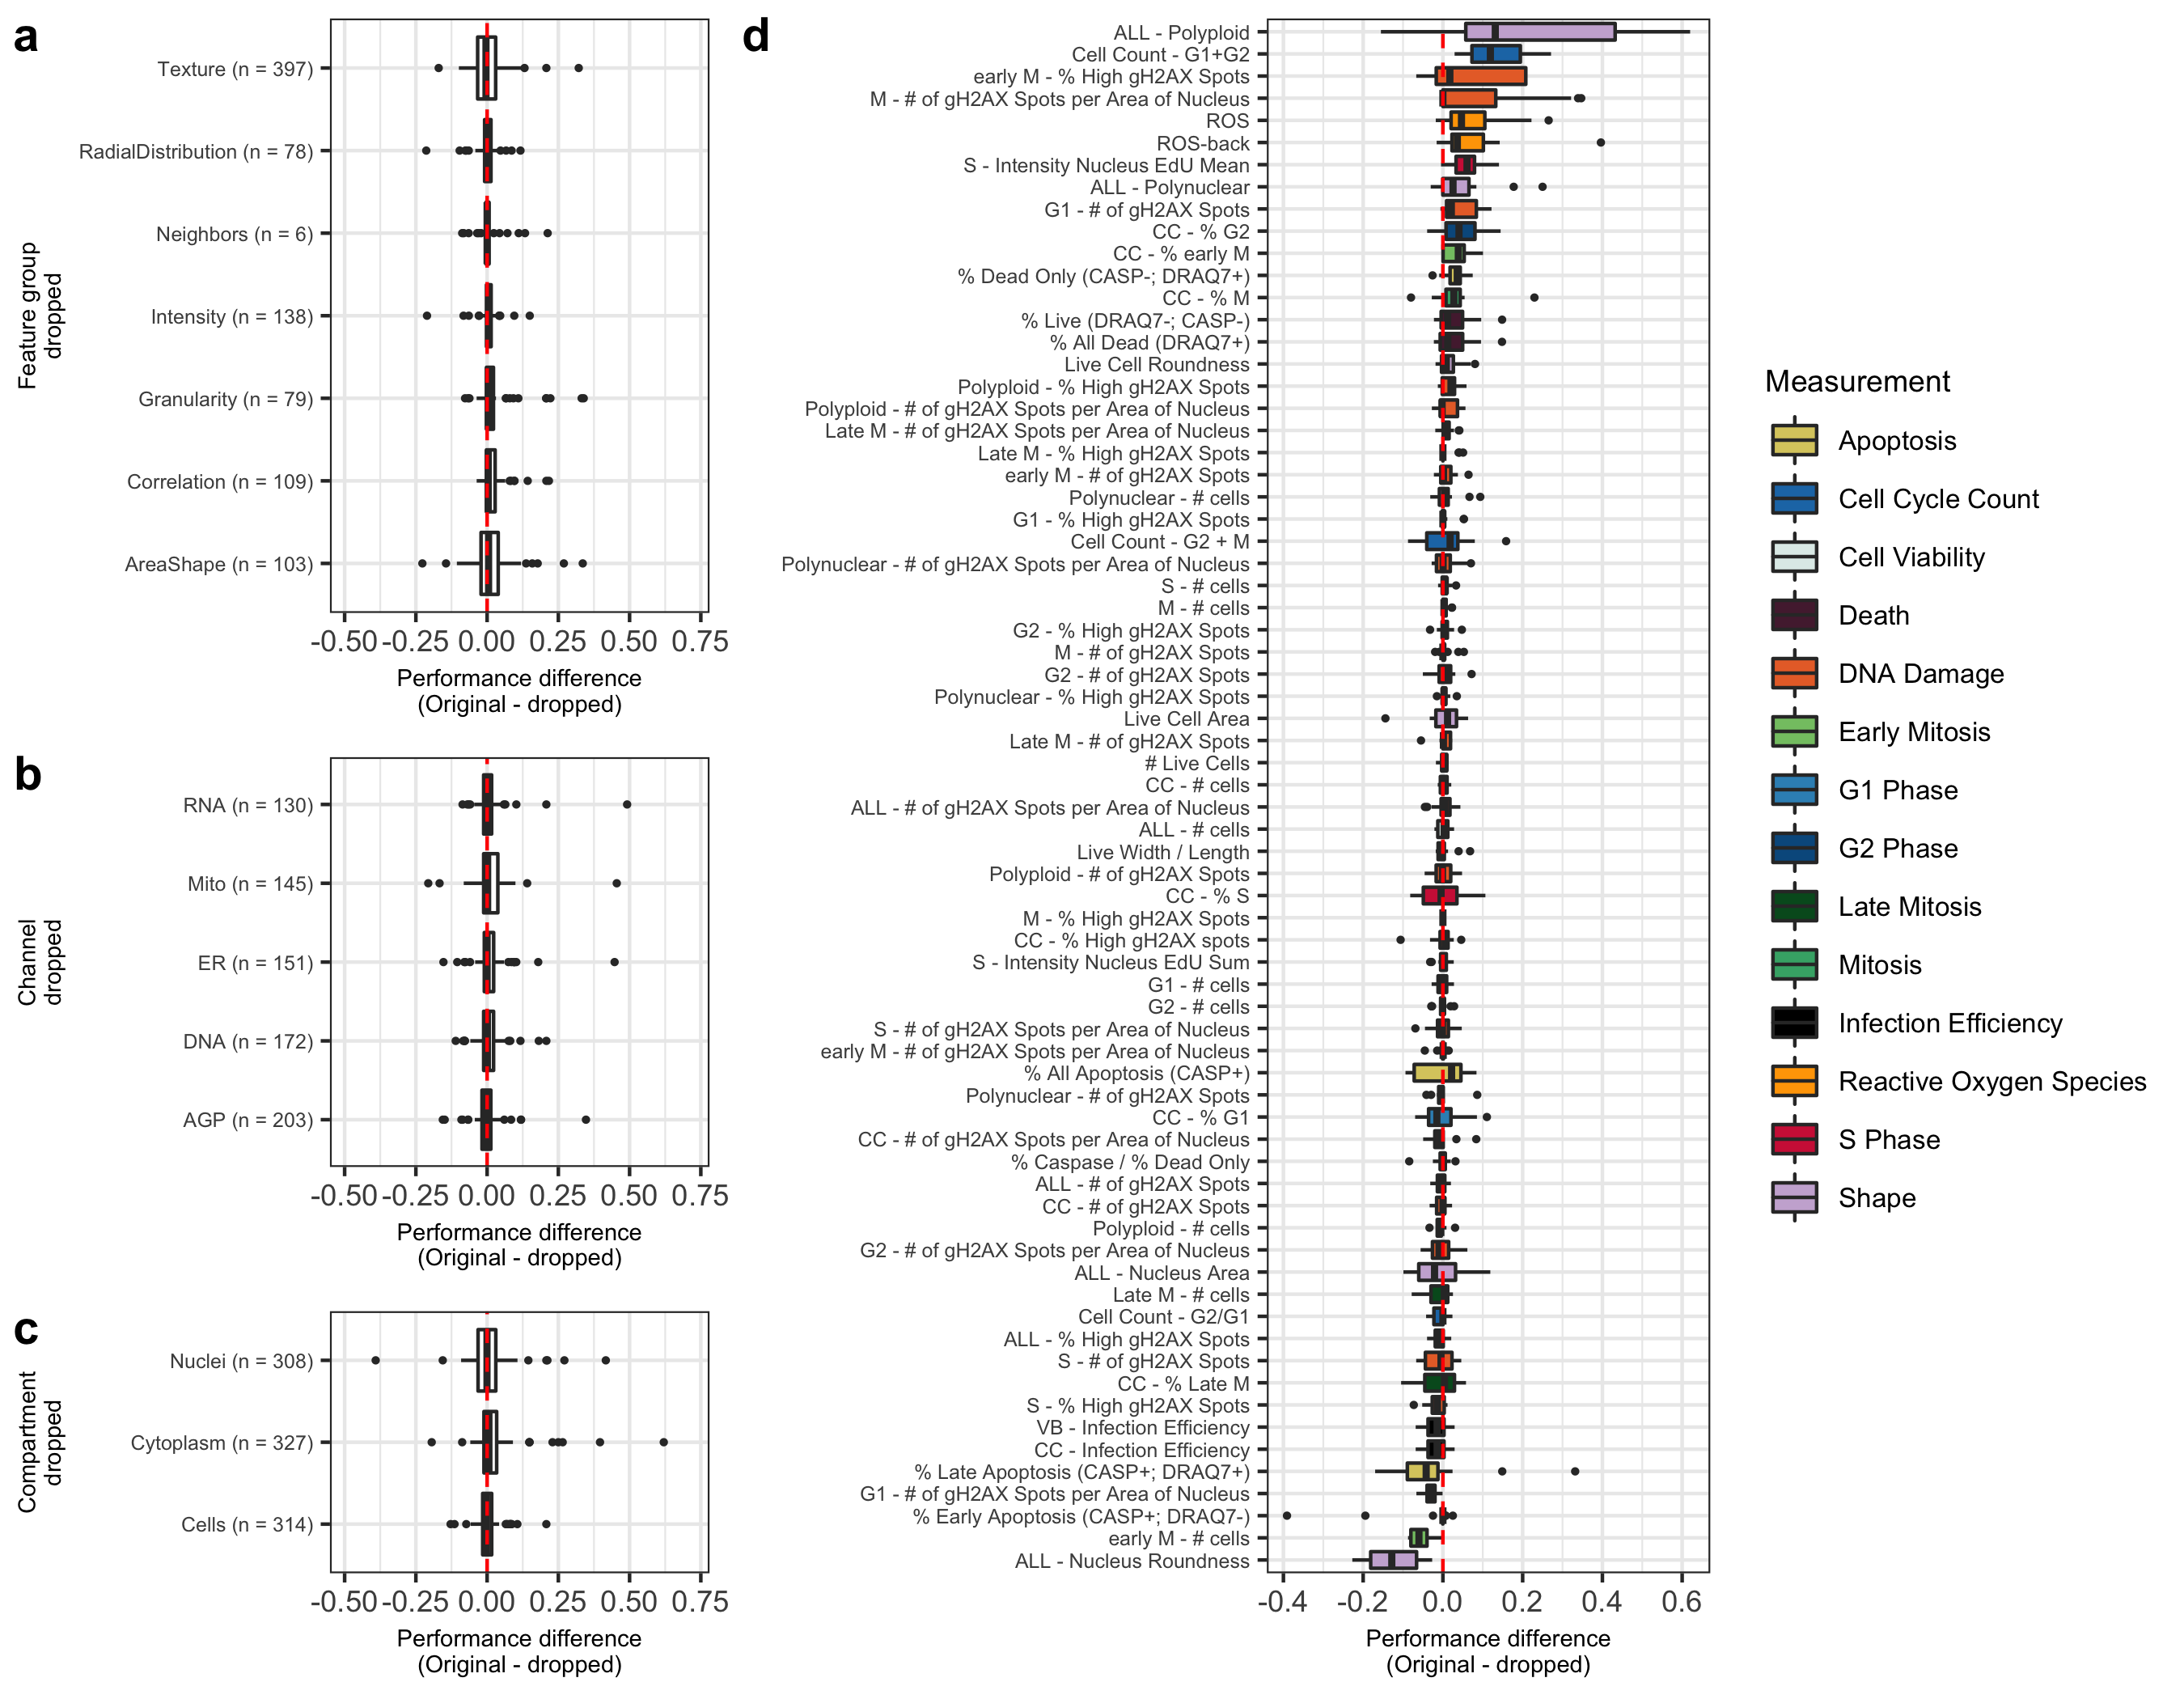 a
Feature group
dropped
Texture (n = 397)
RadialDistribution (n = 78)
Neighbors (n = 6)
Intensity (n = 138)
Granularity (n = 79)
Correlation (n = 109)
AreaShape (n = 103)
-0.50 -0.25 0.00 0.25 0.50 0.75
Performance difference
(Original - dropped)
b
Channel
dropped
RNA (n = 130)
Mito (n = 145)
ER (n = 151)
DNA (n = 172)
AGP (n = 203)
-0.50 -0.25 0.00 0.25 0.50 0.75
Performance difference
(Original - dropped)
c
Compartment
dropped
Nuclei (n = 308)
Cytoplasm (n = 327)
Cells (n = 314)
-0.50 -0.25 0.00 0.25 0.50 0.75
Performance difference
(Original - dropped)
d
ALL - Polyploid
Cell Count - G1+G2
early M - % High gH2AX Spots
M - # of gH2AX Spots per Area of Nucleus
ROS
ROS-back
S - Intensity Nucleus EdU Mean
ALL - Polynuclear
G1 - # of gH2AX Spots
CC - % G2
CC - % early M
% Dead Only (CASP-; DRAQ7+)
CC - % M
% Live (DRAQ7-; CASP-)
% All Dead (DRAQ7+)
Live Cell Roundness
Polyploid - % High gH2AX Spots
Polyploid - # of gH2AX Spots per Area of Nucleus
Late M - # of gH2AX Spots per Area of Nucleus
Late M - % High gH2AX Spots
early M - # of gH2AX Spots
Polynuclear - # cells
G1 - % High gH2AX Spots
Cell Count - G2 + M
Polynuclear - # of gH2AX Spots per Area of Nucleus
S - # cells
M - # cells
G2 - % High gH2AX Spots
M - # of gH2AX Spots
G2 - # of gH2AX Spots
Polynuclear - % High gH2AX Spots
Live Cell Area
Late M - # of gH2AX Spots
# Live Cells
CC - # cells
ALL - # of gH2AX Spots per Area of Nucleus
ALL - # cells
Live Width / Length
Polyploid - # of gH2AX Spots
CC - % S
M - % High gH2AX Spots
CC - % High gH2AX spots
S - Intensity Nucleus EdU Sum
G1 - # cells
G2 - # cells
S - # of gH2AX Spots per Area of Nucleus
early M - # of gH2AX Spots per Area of Nucleus
% All Apoptosis (CASP+)
Polynuclear - # of gH2AX Spots
CC - % G1
CC - # of gH2AX Spots per Area of Nucleus
% Caspase / % Dead Only
ALL - # of gH2AX Spots
CC - # of gH2AX Spots
Polyploid - # cells
G2 - # of gH2AX Spots per Area of Nucleus
ALL - Nucleus Area
Late M - # cells
Cell Count - G2/G1
ALL - % High gH2AX Spots
S - # of gH2AX Spots
CC - % Late M
S - % High gH2AX Spots
VB - Infection Efficiency
CC - Infection Efficiency
% Late Apoptosis (CASP+; DRAQ7+)
G1 - # of gH2AX Spots per Area of Nucleus
% Early Apoptosis (CASP+; DRAQ7-)
early M - # cells
ALL - Nucleus Roundness
-0.4 -0.2 0.0 0.2 0.4 0.6
Performance difference
(Original - dropped)
Measurement
Apoptosis
Cell Cycle Count
Cell Viability
Death
DNA Damage
Early Mitosis
G1 Phase
G2 Phase
Late Mitosis
Mitosis
Infection Efficiency
Reactive Oxygen Species
S Phase
Shape